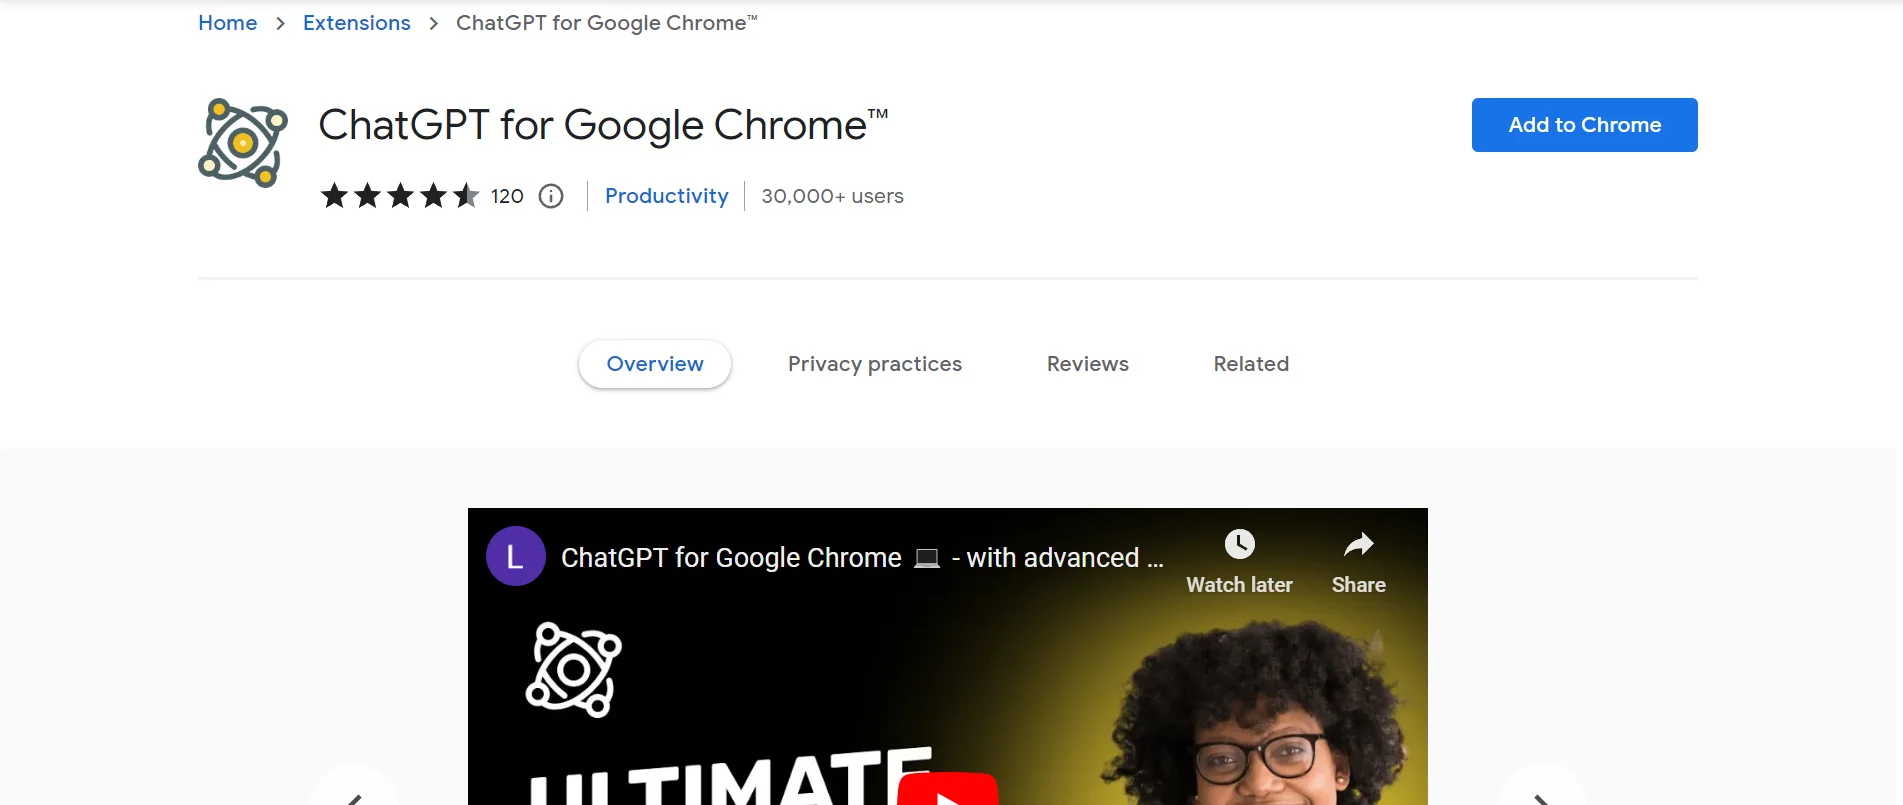 Home > Extensions > ChatGPT for Google Chrome™
ChatGPT for Google Chrome™
Add to Chrome
120 Productivity 30,000+ users
Overview Privacy practices Reviews Related
L ChatGPT for Google Chrome 💻 - with advanced ...
Watch later Share
ULTIMATE